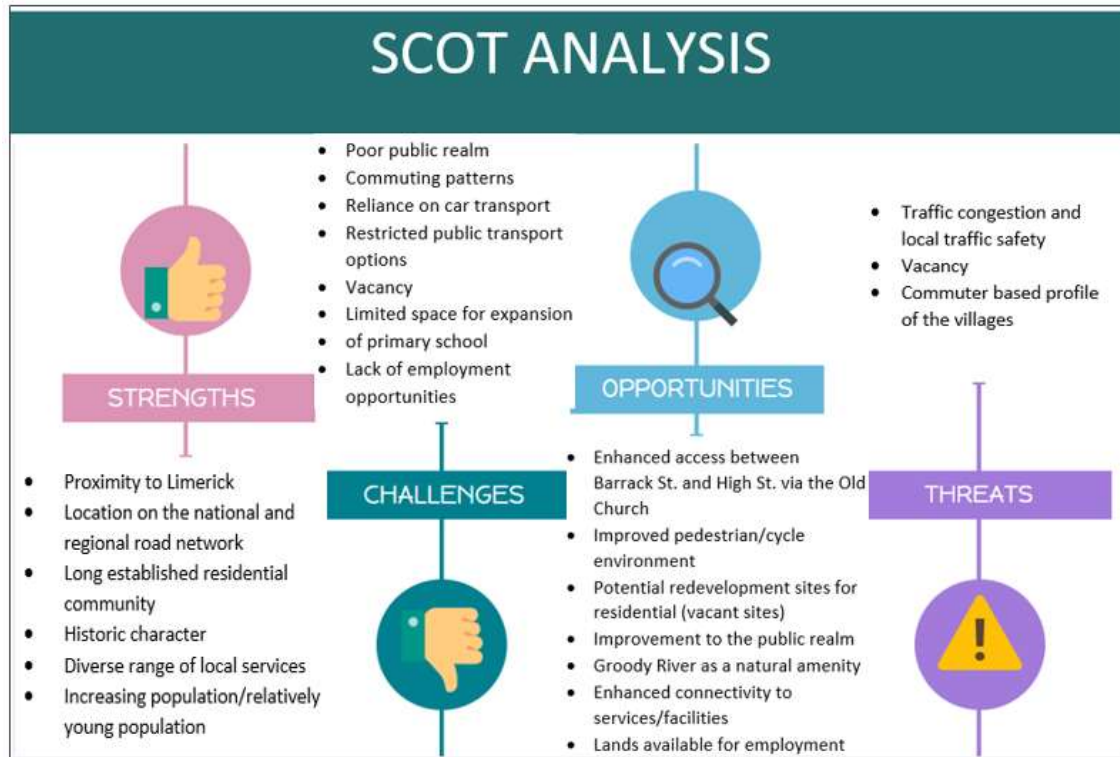 SCOT ANALYSIS
STRENGTHS
• Proximity to Limerick
• Location on the national and
regional road network
• Long established residential
community
• Historic character
• Diverse range of local services
• Increasing population/relatively
young population
• Poor public realm
• Commuting patterns
• Reliance on car transport
• Restricted public transport
options
• Vacancy
• Limited space for expansion
• of primary school
• Lack of employment
opportunities
CHALLENGES
OPPORTUNITIES
• Enhanced access between
Barrack St. and High St. via the Old
Church
• Improved pedestrian/cycle
environment
• Potential redevelopment sites for
residential (vacant sites)
• Improvement to the public realm
• Groody River as a natural amenity
• Enhanced connectivity to
services/facilities
• Lands available for employment
• Traffic congestion and
local traffic safety
• Vacancy
• Commuter based profile
of the villages
THREATS